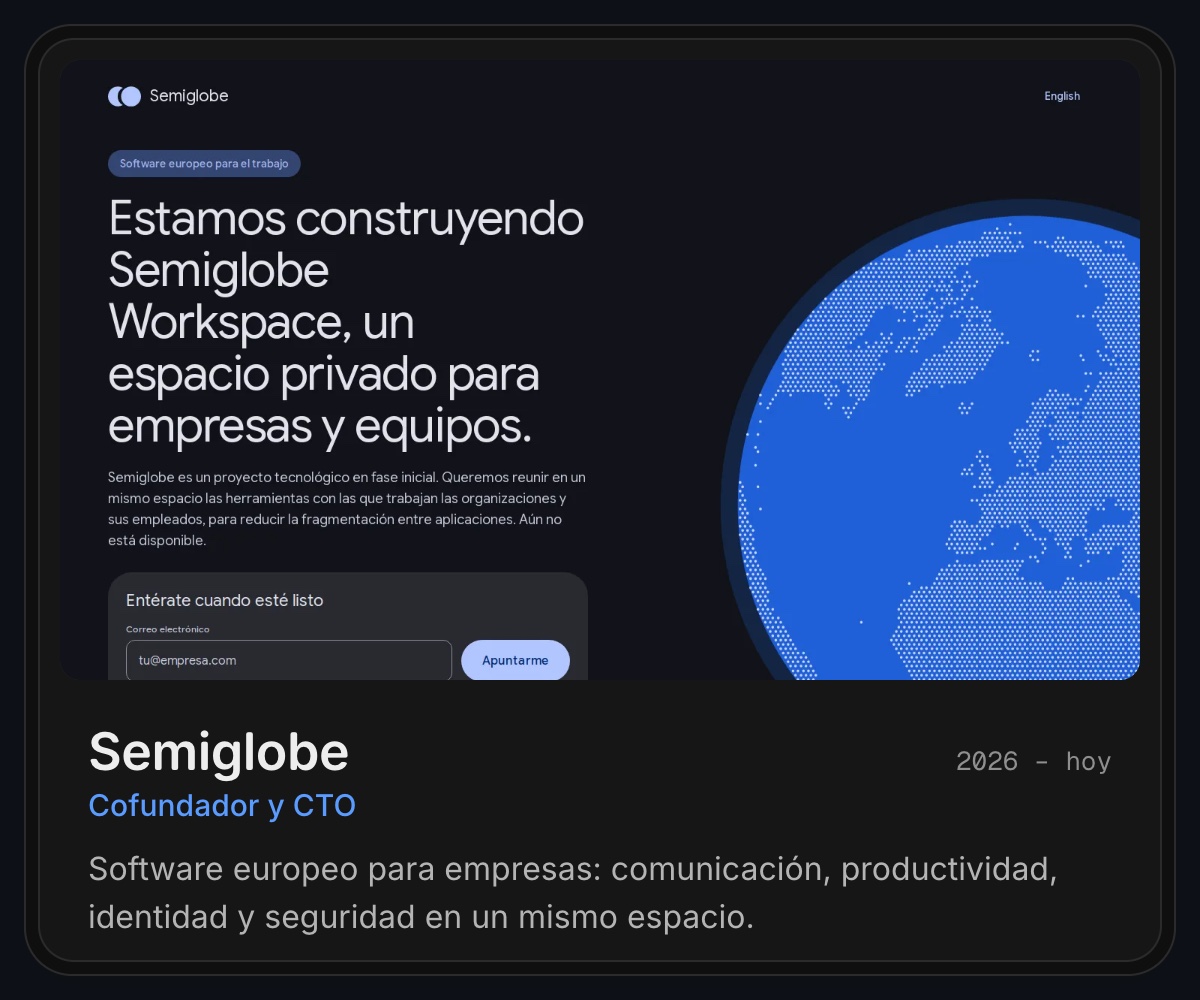 Semiglobe
English
Software europeo para el trabajo
Estamos construyendo
Semiglobe
Workspace, un
espacio privado para
empresas y equipos.
Semiglobe es un proyecto tecnológico en fase inicial. Queremos reunir en un
mismo espacio las herramientas con las que trabajan las organizaciones y
sus empleados, para reducir la fragmentación entre aplicaciones. Aún no
está disponible.
Entérate cuando esté listo
Correo electrónico
tu@empresa.com
Apuntarme
Semiglobe
2026 – hoy
Cofundador y CTO
Software europeo para empresas: comunicación, productividad,
identidad y seguridad en un mismo espacio.